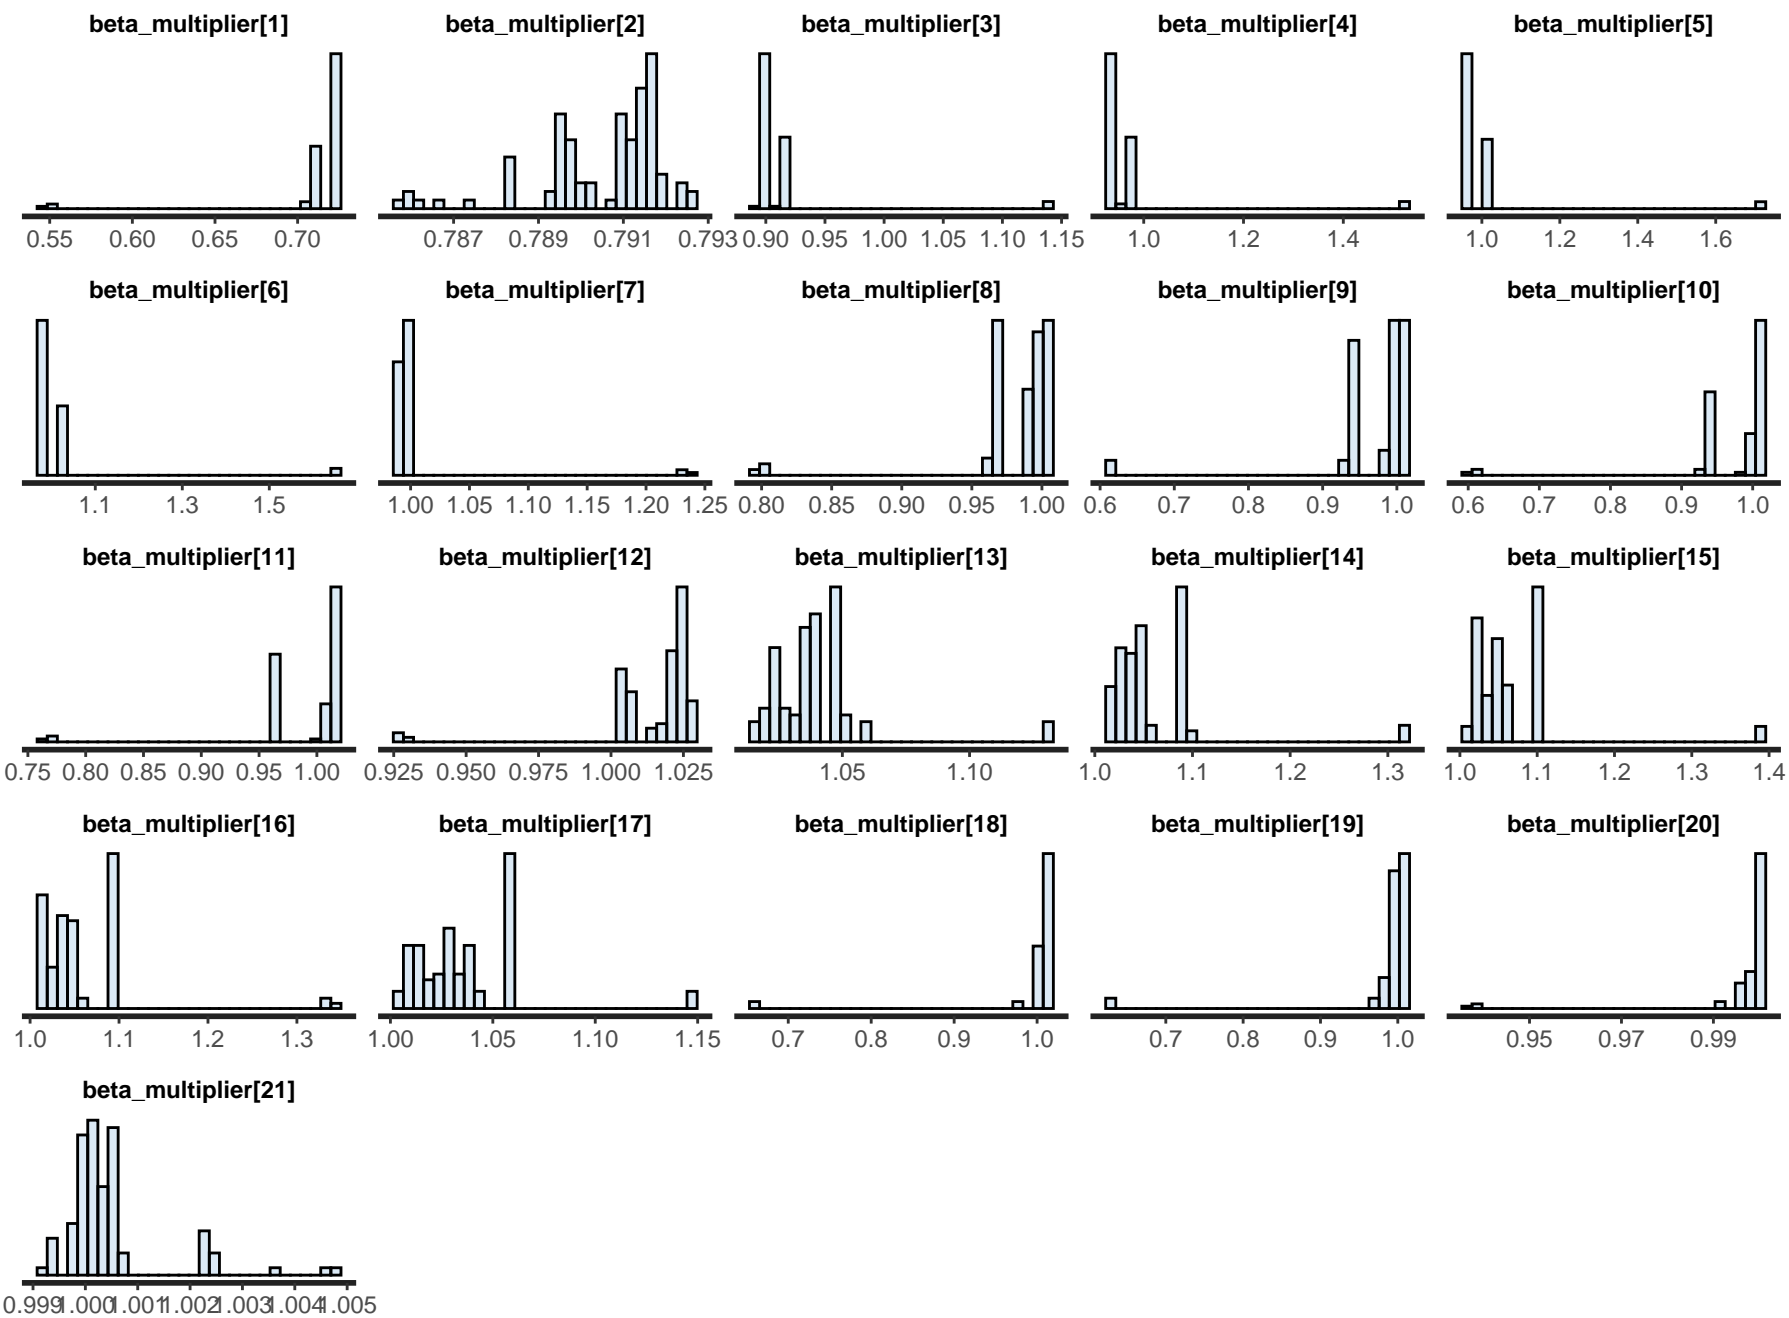 beta_multiplier[1] beta_multiplier[2] beta_multiplier[3] beta_multiplier[4] beta_multiplier[5]
0.55 0.60 0.65 0.70 0.787 0.789 0.791 0.793 0.90 0.95 1.00 1.05 1.10 1.15 1.0 1.2 1.4 1.0 1.2 1.4 1.6
beta_multiplier[6] beta_multiplier[7] beta_multiplier[8] beta_multiplier[9] beta_multiplier[10]
1.1 1.3 1.5 1.00 1.05 1.10 1.15 1.20 1.25 0.80 0.85 0.90 0.95 1.00 0.6 0.7 0.8 0.9 1.0 0.6 0.7 0.8 0.9 1.0
beta_multiplier[11] beta_multiplier[12] beta_multiplier[13] beta_multiplier[14] beta_multiplier[15]
0.75 0.80 0.85 0.90 0.95 1.00 0.925 0.950 0.975 1.000 1.025 1.05 1.10 1.0 1.1 1.2 1.3 1.0 1.1 1.2 1.3 1.4
beta_multiplier[16] beta_multiplier[17] beta_multiplier[18] beta_multiplier[19] beta_multiplier[20]
1.0 1.1 1.2 1.3 1.00 1.05 1.10 1.15 0.7 0.8 0.9 1.0 0.7 0.8 0.9 1.0 0.95 0.97 0.99
beta_multiplier[21]
0.999 1.000 1.001 1.002 1.003 1.004 1.005